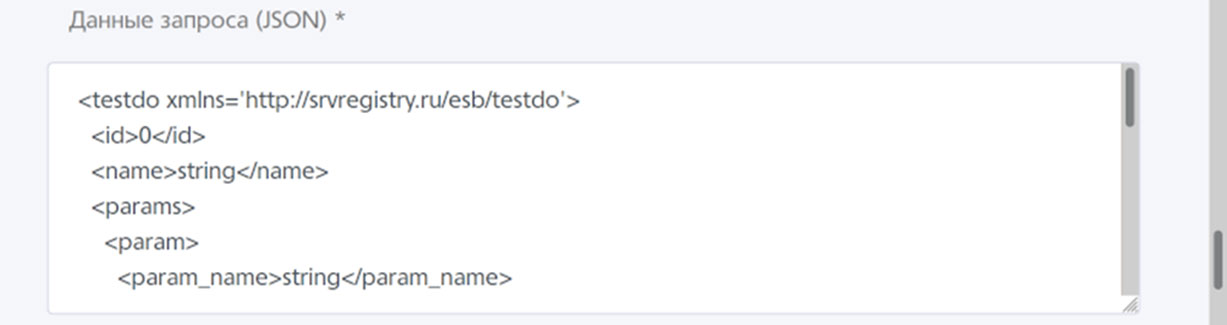 Данные запроса (JSON) *
<testdo xmlns='http://srvregistry.ru/esb/testdo'>
<id>0</id>
<name>string</name>
<params>
<param>
<param_name>string</param_name>